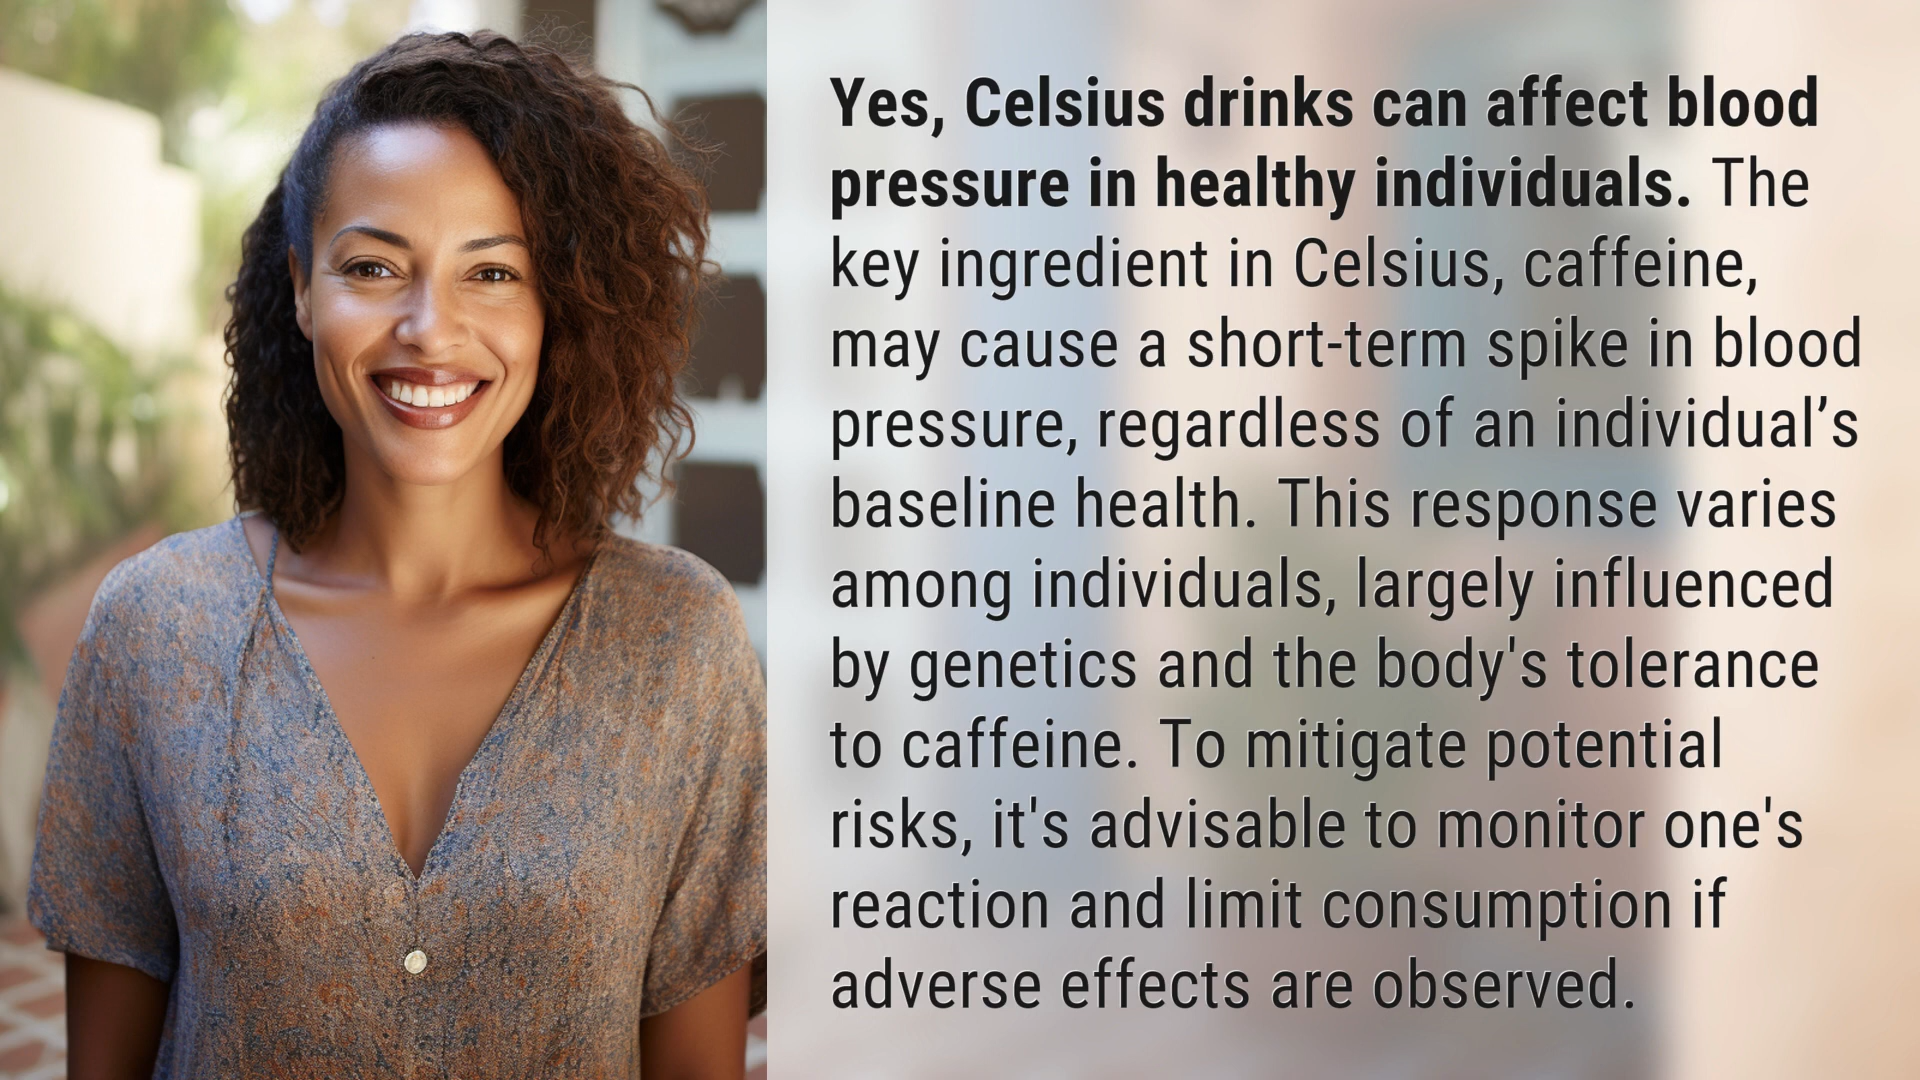 Yes, Celsius drinks can affect blood
pressure in healthy individuals. The
key ingredient in Celsius, caffeine,
may cause a short-term spike in blood
pressure, regardless of an individual’s
baseline health. This response varies
among individuals, largely influenced
by genetics and the body's tolerance
to caffeine. To mitigate potential
risks, it's advisable to monitor one's
reaction and limit consumption if
adverse effects are observed.